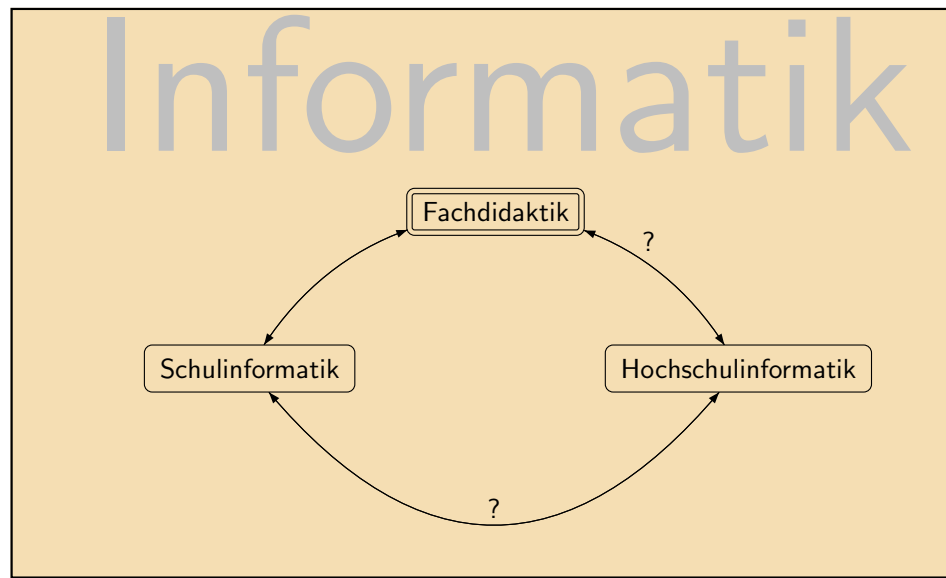 Informatik
Fachdidaktik
?
Schulinformatik
Hochschulinformatik
?